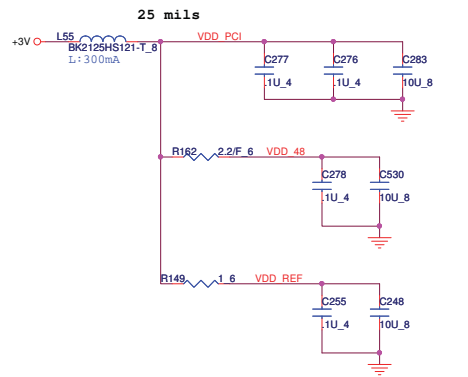 25 mils
+3V
L55
VDD_PCI
BK2125HS121-T_8
L:300mA
C277
C276
C283
.1U_4
.1U_4
10U_8
R162
2.2/F_6
VDD_48
C278
C530
.1U_4
10U_8
R149
1_6
VDD_REF
C255
C248
.1U_4
10U_8